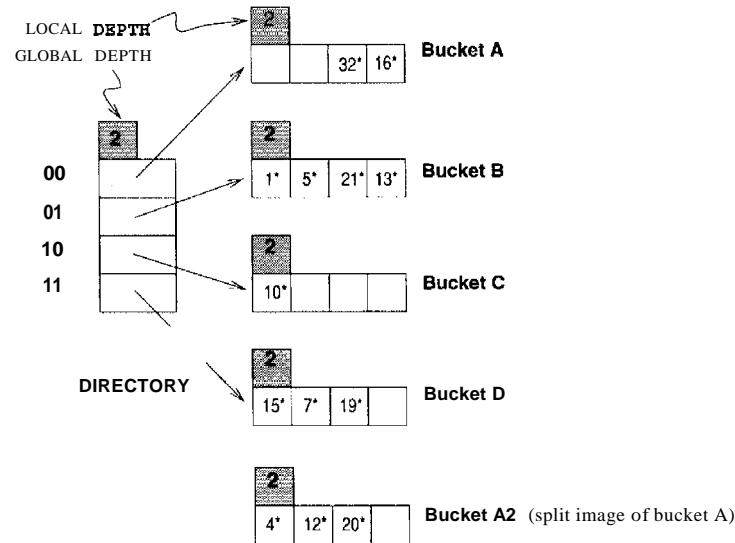 LOCAL DEPTH
GLOBAL DEPTH
2
32* 16*
Bucket A
2
00
01
10
11
DIRECTORY
2
1* 5* 21* 13*
Bucket B
2
10*
Bucket C
2
15* 7* 19*
Bucket D
2
4* 12* 20*
Bucket A2 (split image of bucket A)